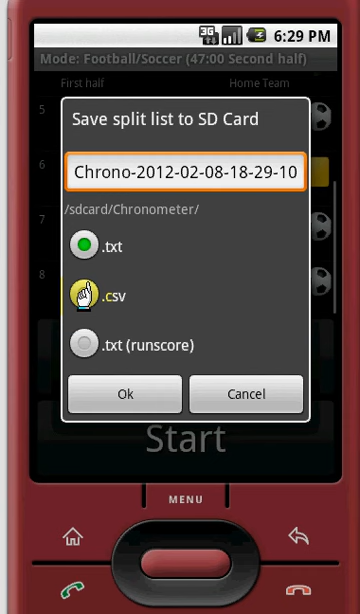 3G 6:29 PM
Mode: Football/Soccer (47:00 Second half)
First half Home Team
5
Save split list to SD Card
6
Chrono-2012-02-08-18-29-10
/sdcard/Chronometer/
7
.txt
8
.csv
.txt (runscore)
Ok Cancel
Start
MENU